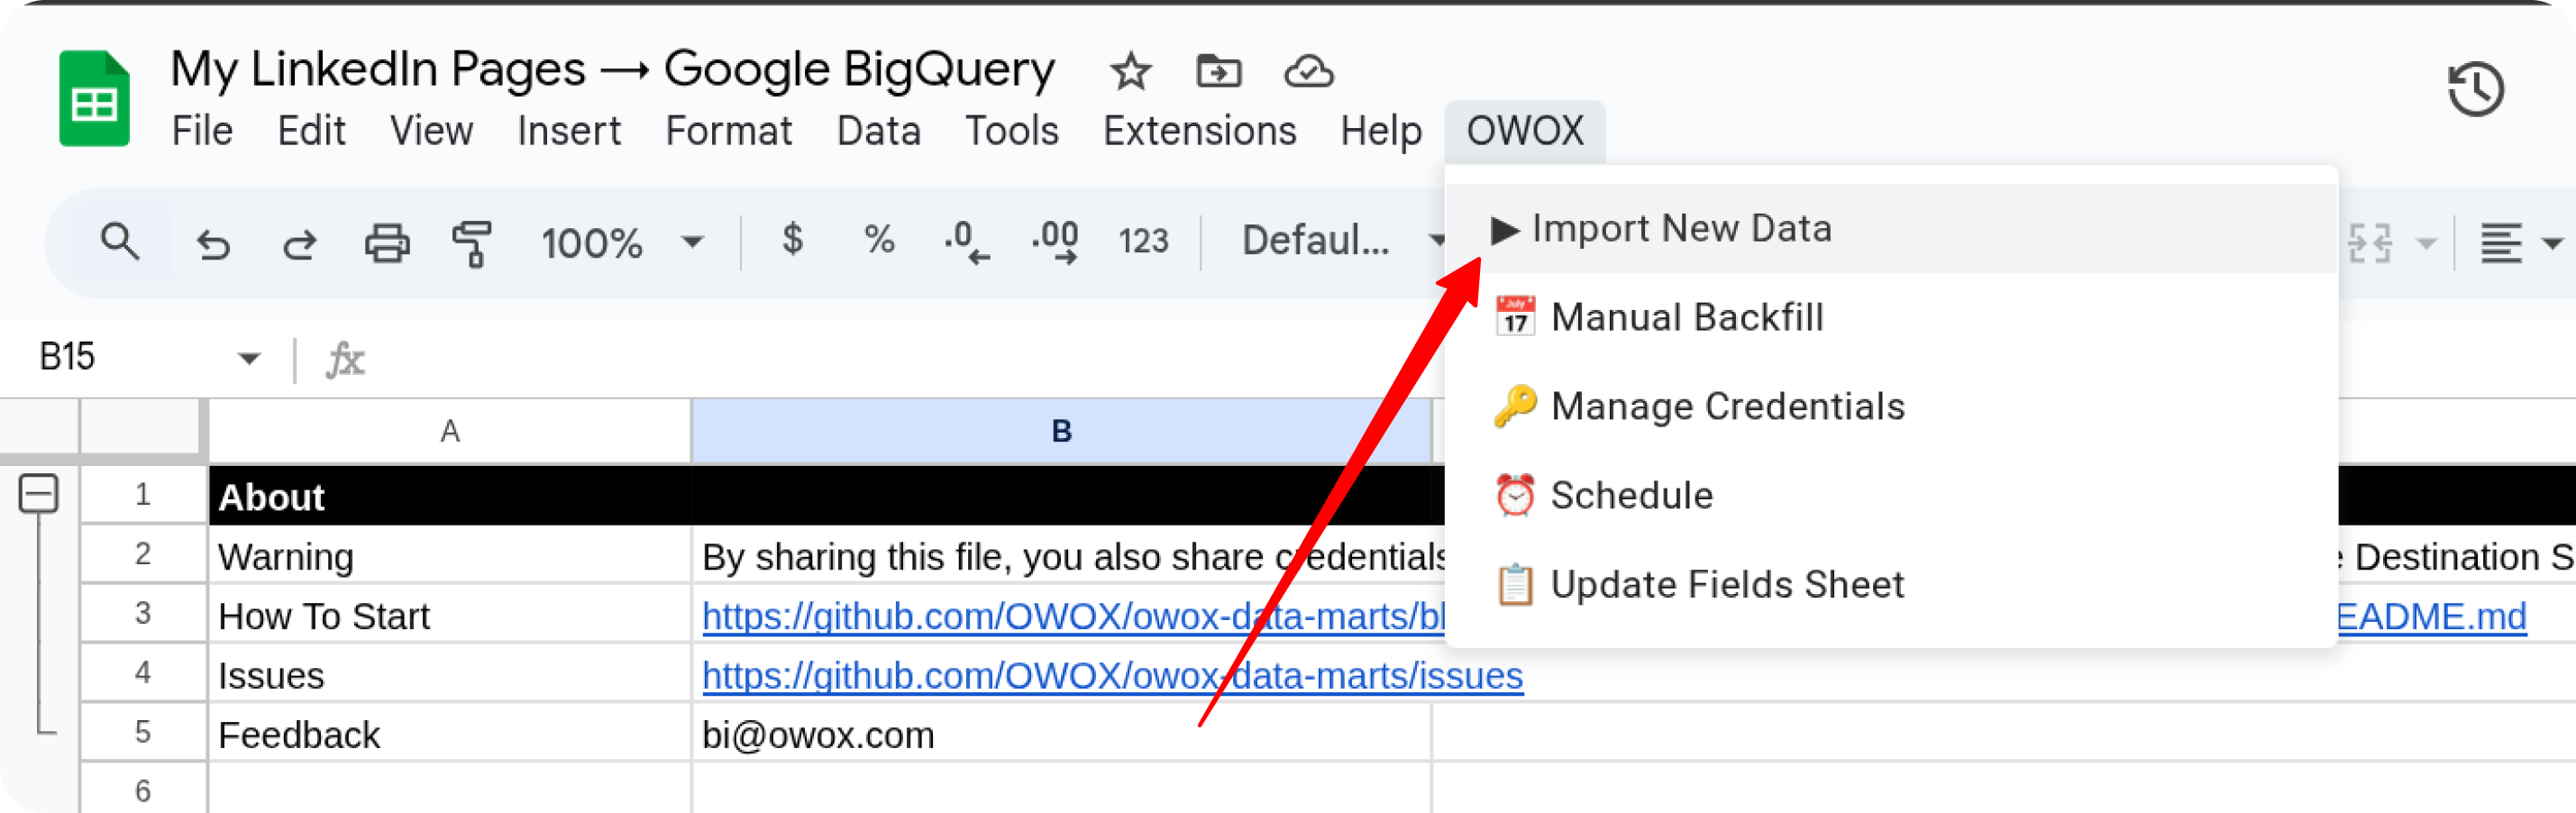 My LinkedIn Pages → Google BigQuery
File Edit View Insert Format Data Tools Extensions Help OWOX
100% $ % .0 .00 123 Defaul...
▶ Import New Data
July 17 Manual Backfill
Manage Credentials
Schedule
Update Fields Sheet
B15 fx
A B
1 About
2 Warning By sharing this file, you also share credentials Destination S
3 How To Start https://github.com/OWOX/owox-data-marts/bl EADME.md
4 Issues https://github.com/OWOX/owox-data-marts/issues
5 Feedback bi@owox.com
6